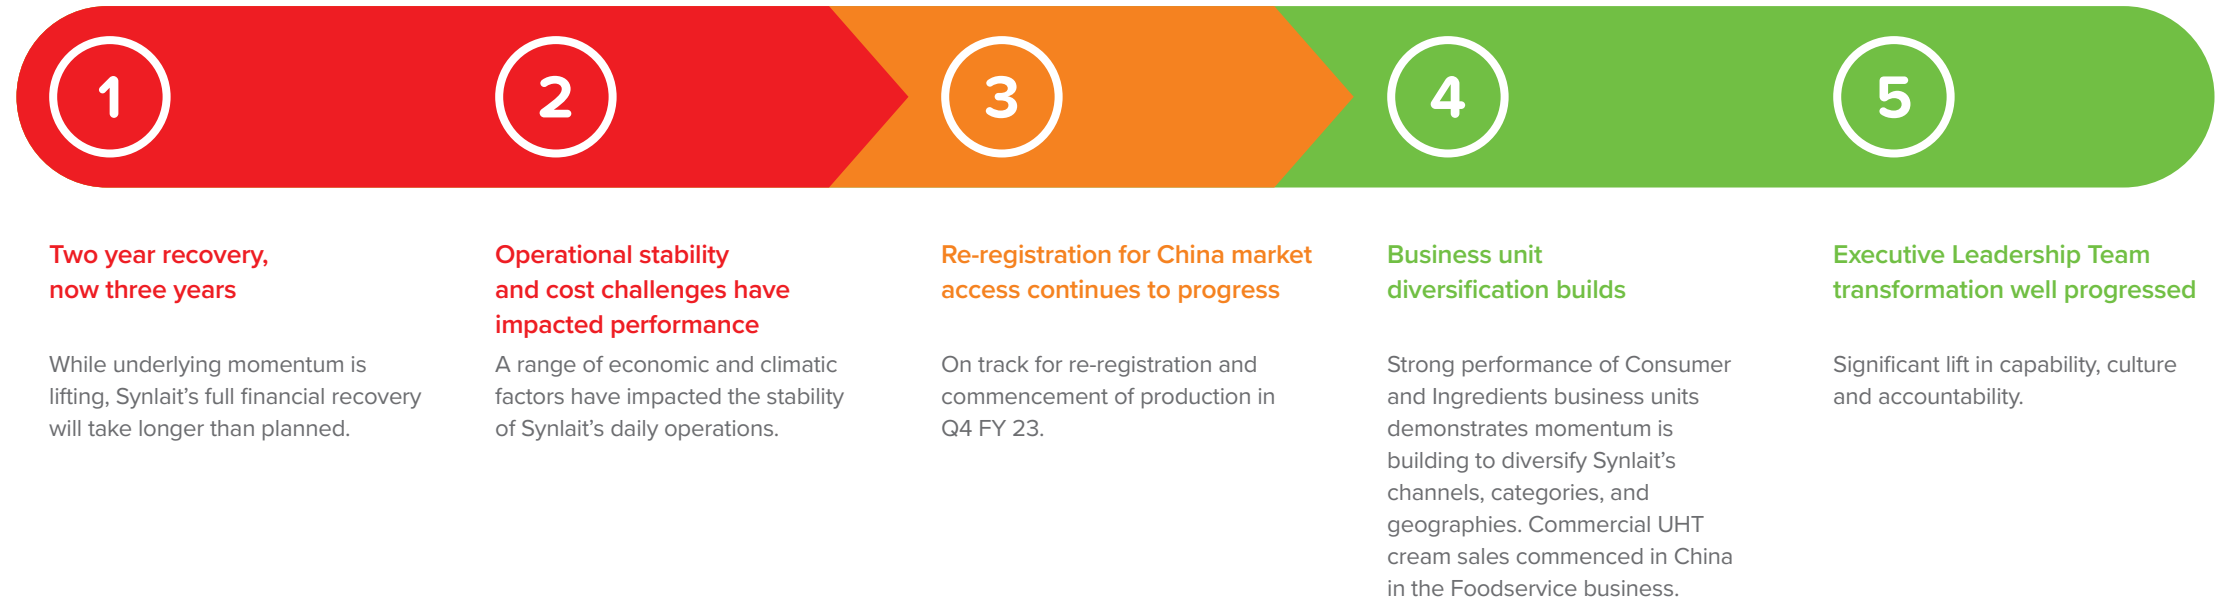 1
2
3
4
5
Two year recovery,
now three years
While underlying momentum is
lifting, Synlait’s full financial recovery
will take longer than planned.
Operational stability
and cost challenges have
impacted performance
A range of economic and climatic
factors have impacted the stability
of Synlait’s daily operations.
Re-registration for China market
access continues to progress
On track for re-registration and
commencement of production in
Q4 FY 23.
Business unit
diversification builds
Strong performance of Consumer
and Ingredients business units
demonstrates momentum is
building to diversify Synlait’s
channels, categories, and
geographies. Commercial UHT
cream sales commenced in China
in the Foodservice business.
Executive Leadership Team
transformation well progressed
Significant lift in capability, culture
and accountability.